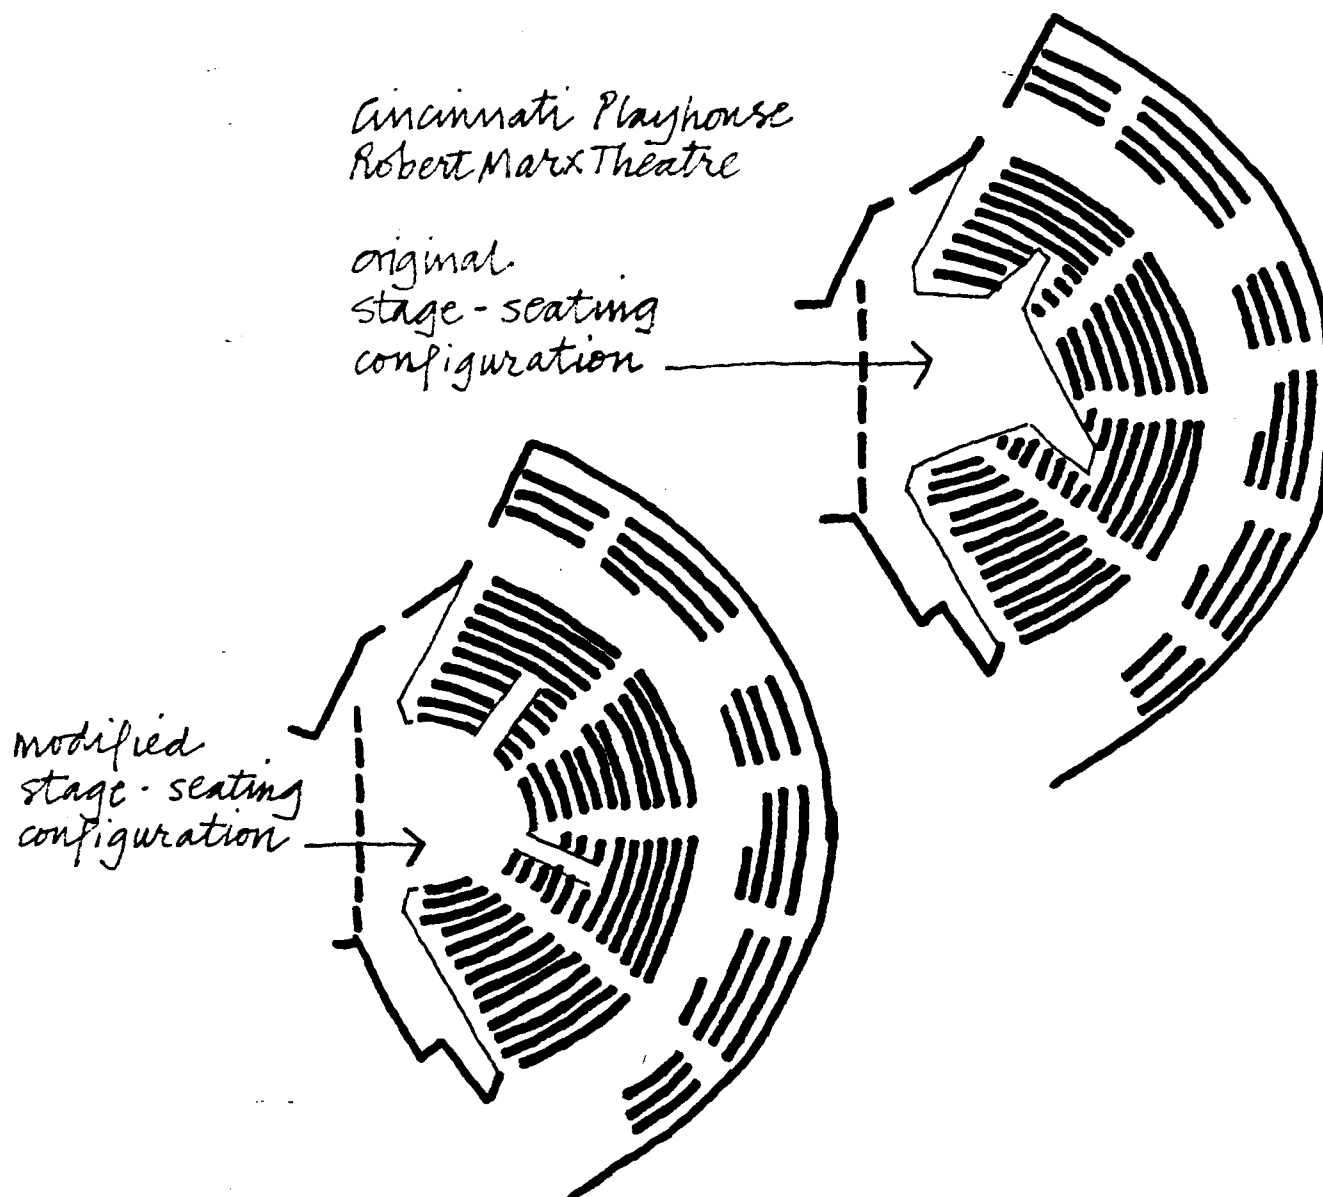 Cincinnati Playhouse
Robert Marx Theatre
original
stage-seating
configuration
modified
stage-seating
configuration